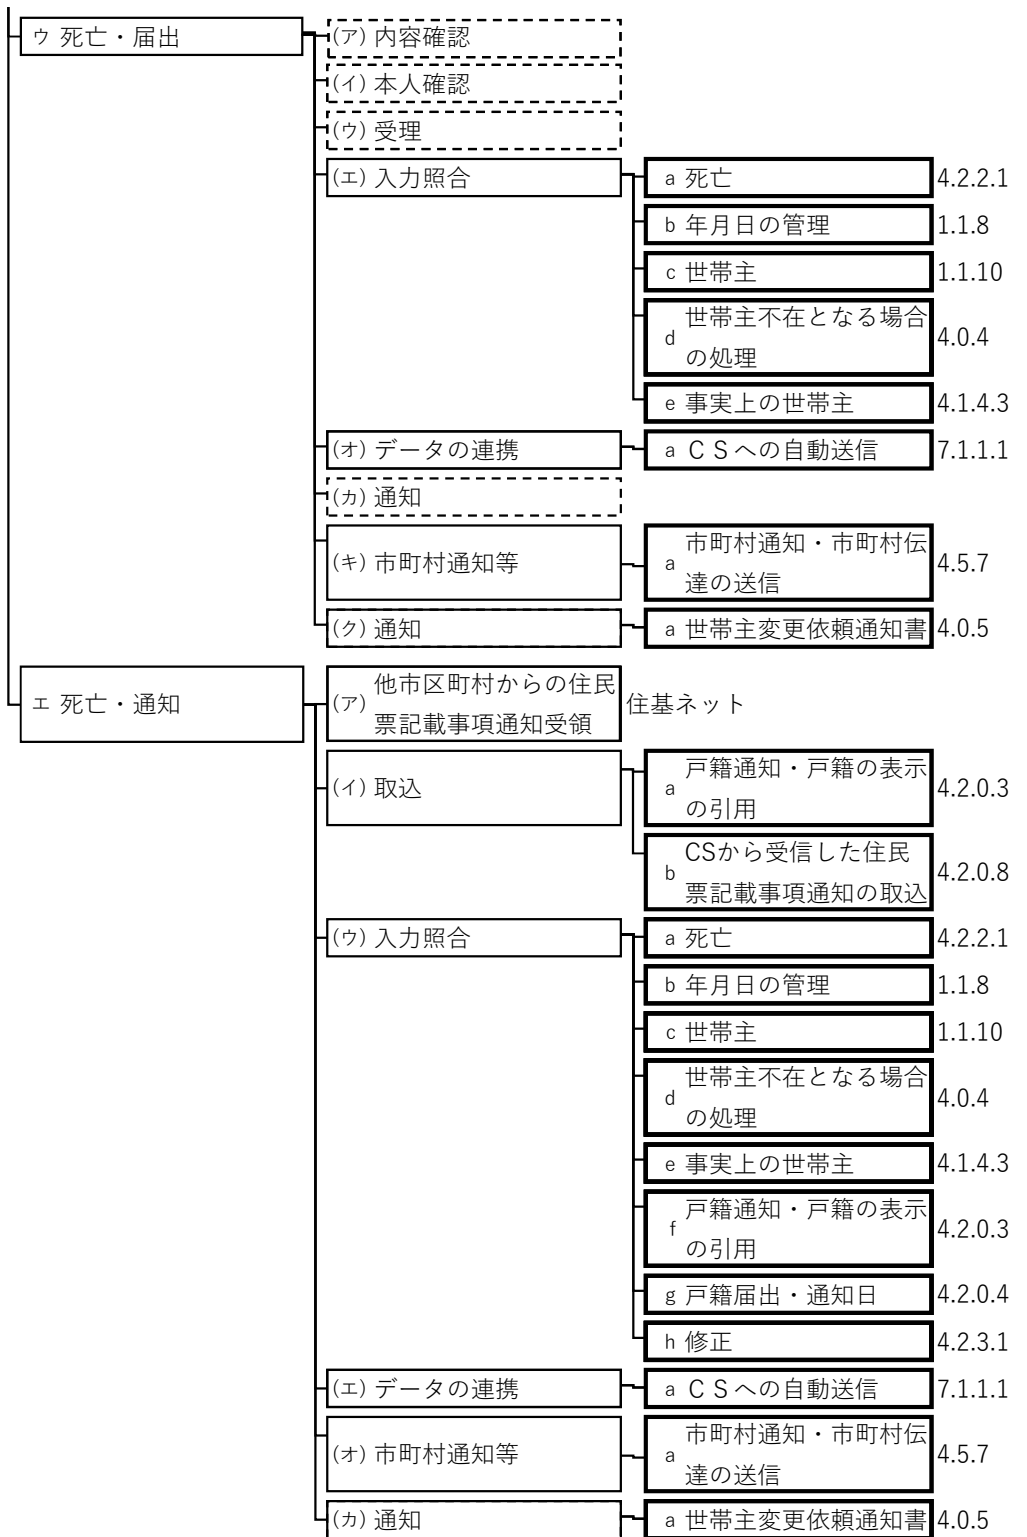 ウ 死亡・届出
(ア) 内容確認
(イ) 本人確認
(ウ) 受理
(エ) 入力照合
a 死亡 4.2.2.1
b 年月日の管理 1.1.8
c 世帯主 1.1.10
d 世帯主不在となる場合
の処理 4.0.4
e 事実上の世帯主 4.1.4.3
(オ) データの連携
a ＣＳへの自動送信 7.1.1.1
(カ) 通知
(キ) 市町村通知等
a 市町村通知・市町村伝
達の送信 4.5.7
(ク) 通知
a 世帯主変更依頼通知書 4.0.5
エ 死亡・通知
(ア) 他市区町村からの住民
票記載事項通知受領 住基ネット
(イ) 取込
a 戸籍通知・戸籍の表示
の引用 4.2.0.3
b CSから受信した住民
票記載事項通知の取込 4.2.0.8
(ウ) 入力照合
a 死亡 4.2.2.1
b 年月日の管理 1.1.8
c 世帯主 1.1.10
d 世帯主不在となる場合
の処理 4.0.4
e 事実上の世帯主 4.1.4.3
f 戸籍通知・戸籍の表示
の引用 4.2.0.3
g 戸籍届出・通知日 4.2.0.4
h 修正 4.2.3.1
(エ) データの連携
a ＣＳへの自動送信 7.1.1.1
(オ) 市町村通知等
a 市町村通知・市町村伝
達の送信 4.5.7
(カ) 通知
a 世帯主変更依頼通知書 4.0.5